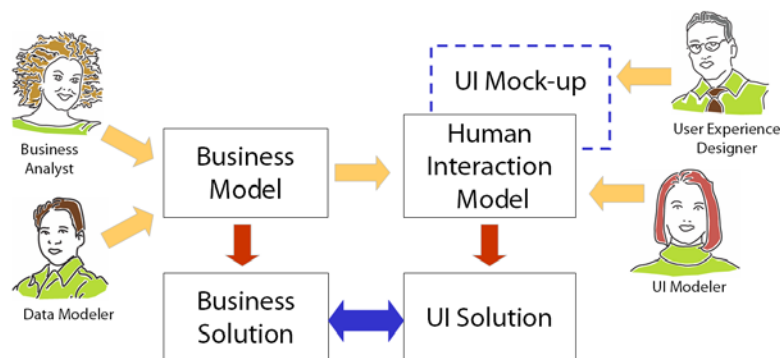 UI Mock-up
User Experience
Designer
Business
Analyst
Business
Model
Human
Interaction
Model
Data Modeler
UI Modeler
Business
Solution
UI Solution